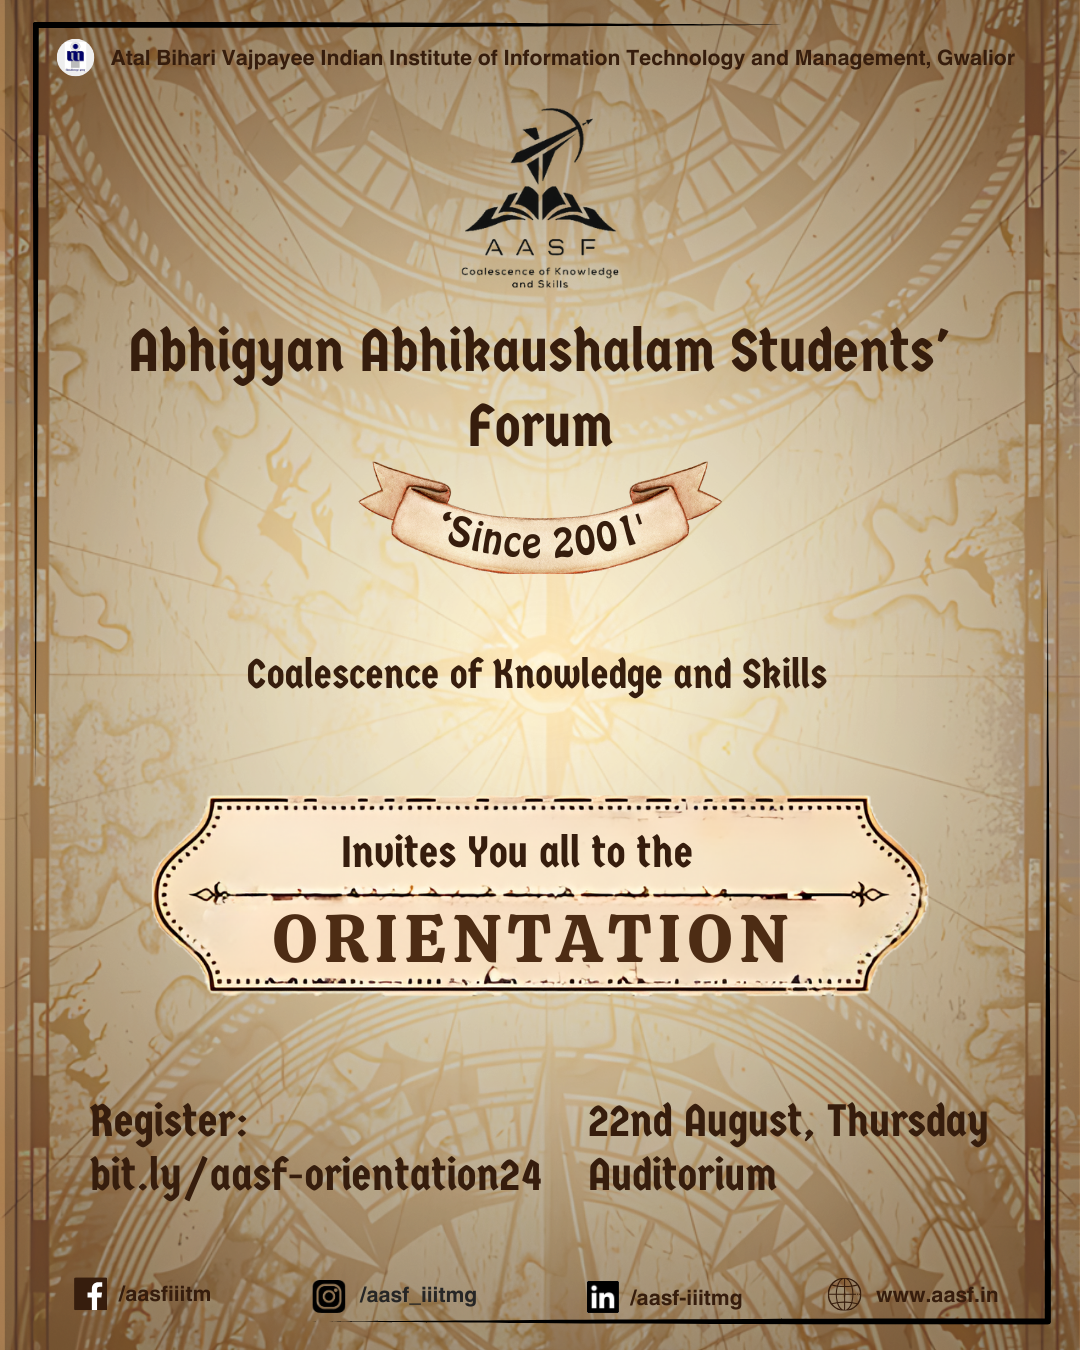 Atal Bihari Vajpayee Indian Institute of Information Technology and Management, Gwalior
AASF
Coalescence of Knowledge
and Skills
Abhigyan Abhikaushalam Students'
Forum
'Since 2001'
Coalescence of Knowledge and Skills
Invites You all to the
ORIENTATION
Register:
bit.ly/aasf-orientation24
22nd August, Thursday
Auditorium
/aasfiiitm
/aasf_iiitmg
/aasf-iiitmg
www.aasf.in